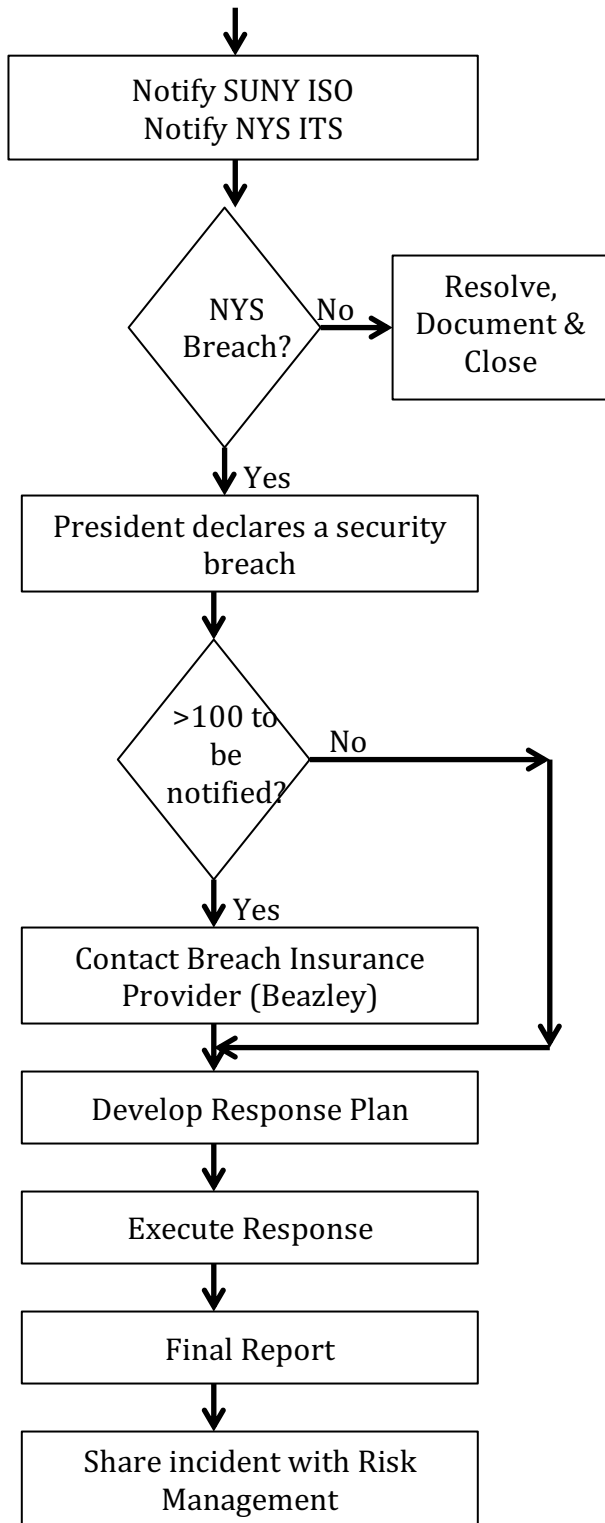 Notify SUNY ISO
Notify NYS ITS
NYS
Breach?
No
Resolve,
Document &
Close
Yes
President declares a security
breach
>100 to
be
notified?
No
Yes
Contact Breach Insurance
Provider (Beazley)
Develop Response Plan
Execute Response
Final Report
Share incident with Risk
Management